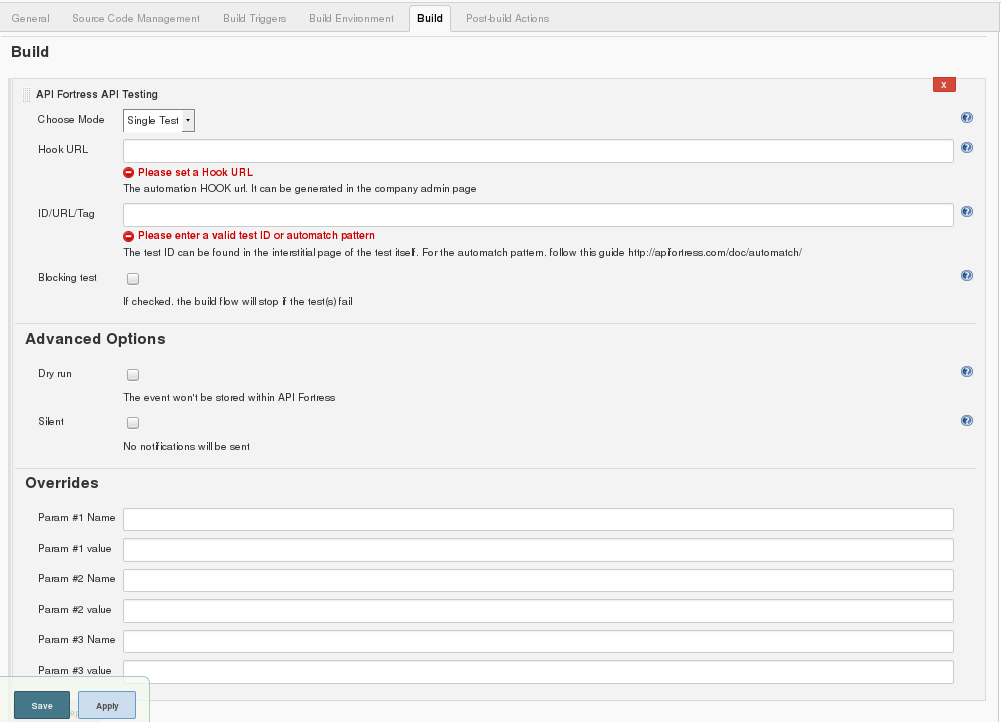 General Source Code Management Build Triggers Build Environment Build Post-build Actions
Build
X
API Fortress API Testing
Choose Mode Single Test
Hook URL
Please set a Hook URL
The automation HOOK url. It can be generated in the company admin page
ID/URL/Tag
Please enter a valid test ID or automatch pattern
The test ID can be found in the interstitial page of the test itself. For the automatch pattern, follow this guide http://apifortress.com/doc/automatch/
Blocking test
If checked, the build flow will stop if the test(s) fail
Advanced Options
Dry run
The event won't be stored within API Fortress
Silent
No notifications will be sent
Overrides
Param #1 Name
Param #1 value
Param #2 Name
Param #2 value
Param #3 Name
Param #3 value
Save Apply